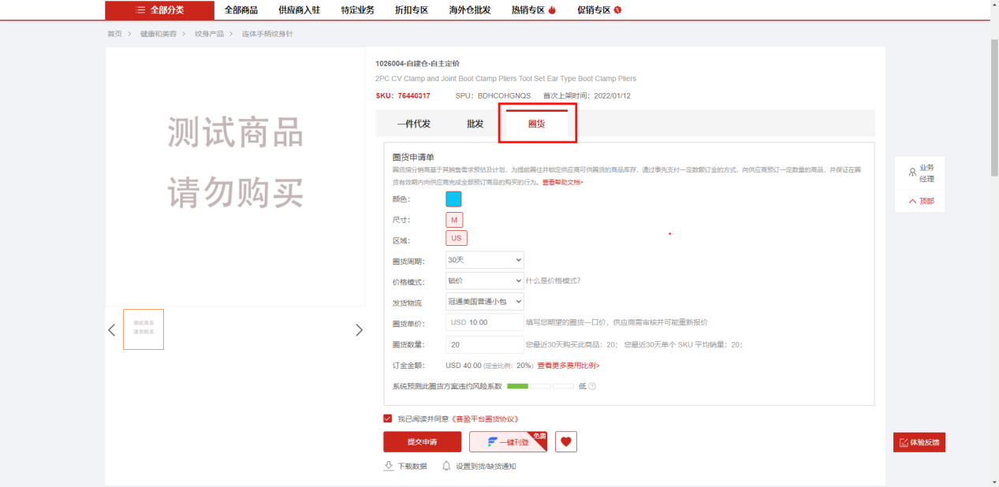 全部分类 全部商品 供应商入驻 特定业务 折扣专区 海外仓批发 热销专区 促销专区
首页 > 健康和美容 > 纹身产品 > 连体手柄纹身针
测试商品
请勿购买
测试商品
请勿购买
1026004-自建仓-自主定价
2PC CV Clamp and Joint Boot Clamp Pliers Tool Set Ear Type Boot Clamp Pliers
SKU: 76440317 SPU: BDHCOHGNQS 首次上架时间: 2022/01/12
一件代发 批发 圈货
圈货申请单
圈货指分销商基于其销售需求预估及计划，为提前圈住并锁定供应商可供圈货的商品库存，通过事先支付一定数额订金的方式，向供应商预订一定数量的商品，并保证在圈
货有效期内向供应商完成全部预订商品的购买的行为。查看帮助文档>
颜色：
尺寸： M
区域： US
圈货周期： 30天
价格模式： 锁价 什么是价格模式？
发货物流 冠通美国普通小包
圈货单价： USD 10.00 填写您期望的圈货一口价，供应商需审核并可能重新报价
圈货数量： 20 您最近30天购买此商品：20； 您最近30天单个 SKU 平均销量：20；
订金金额： USD 40.00 (定金比例：20%) 查看更多费用比例>
系统预测此圈货方案违约风险系数 低
我已阅读并同意《赛盈平台圈货协议》
提交申请 一键刊登 免费
下载数据 设置到货/缺货通知
业务
经理
顶部
体验反馈